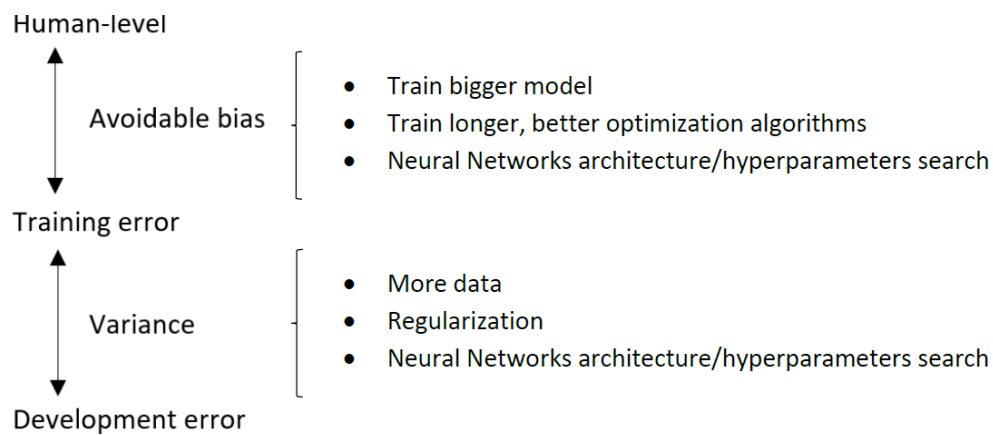 Human-level
Avoidable bias
• Train bigger model
• Train longer, better optimization algorithms
• Neural Networks architecture/hyperparameters search
Training error
Variance
• More data
• Regularization
• Neural Networks architecture/hyperparameters search
Development error